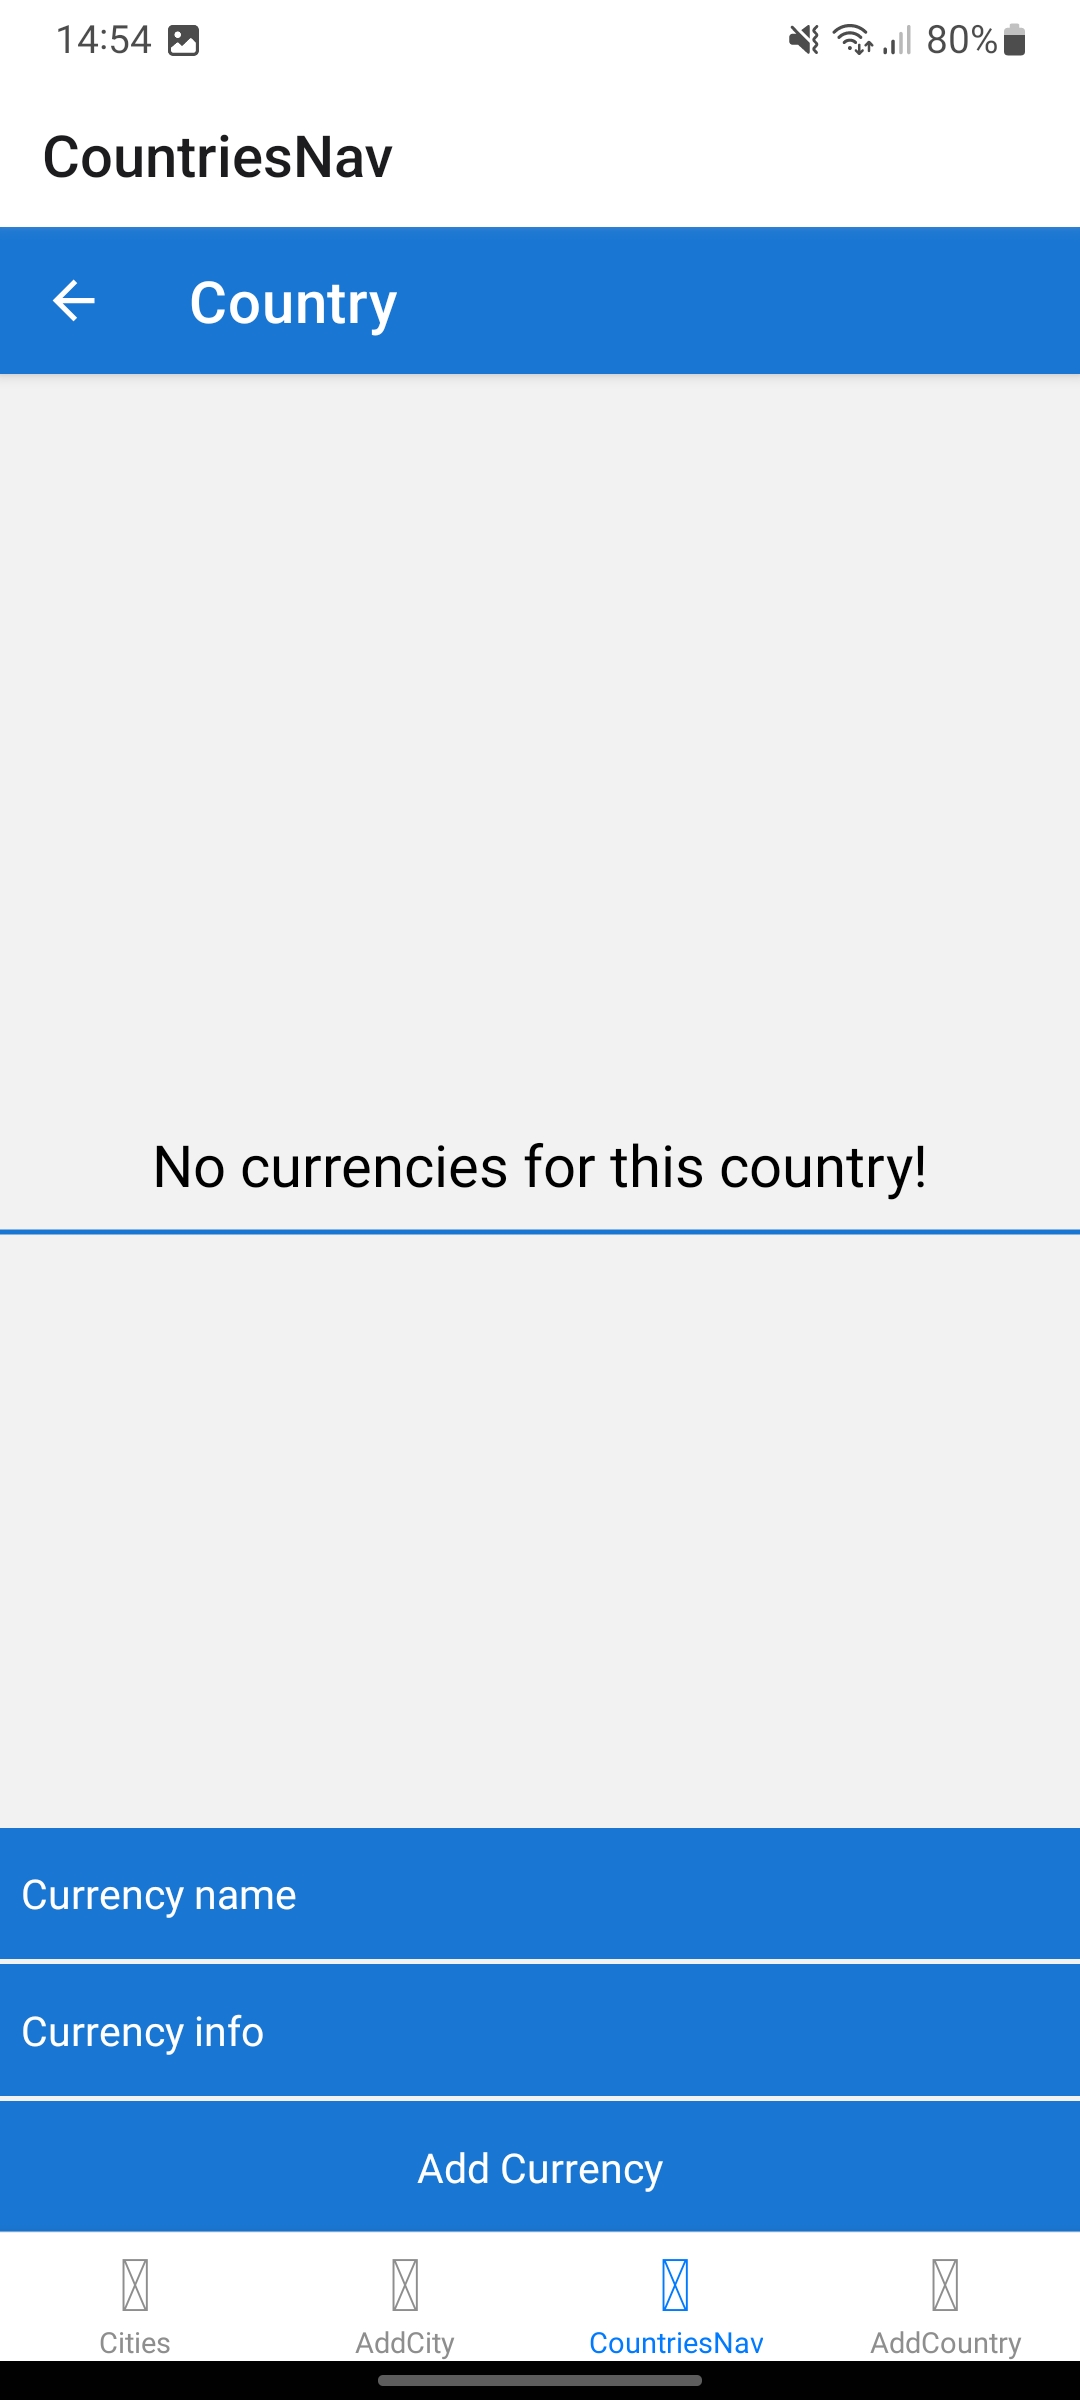 14:54
80%
CountriesNav
Country
No currencies for this country!
Currency name
Currency info
Add Currency
Cities
AddCity
CountriesNav
AddCountry